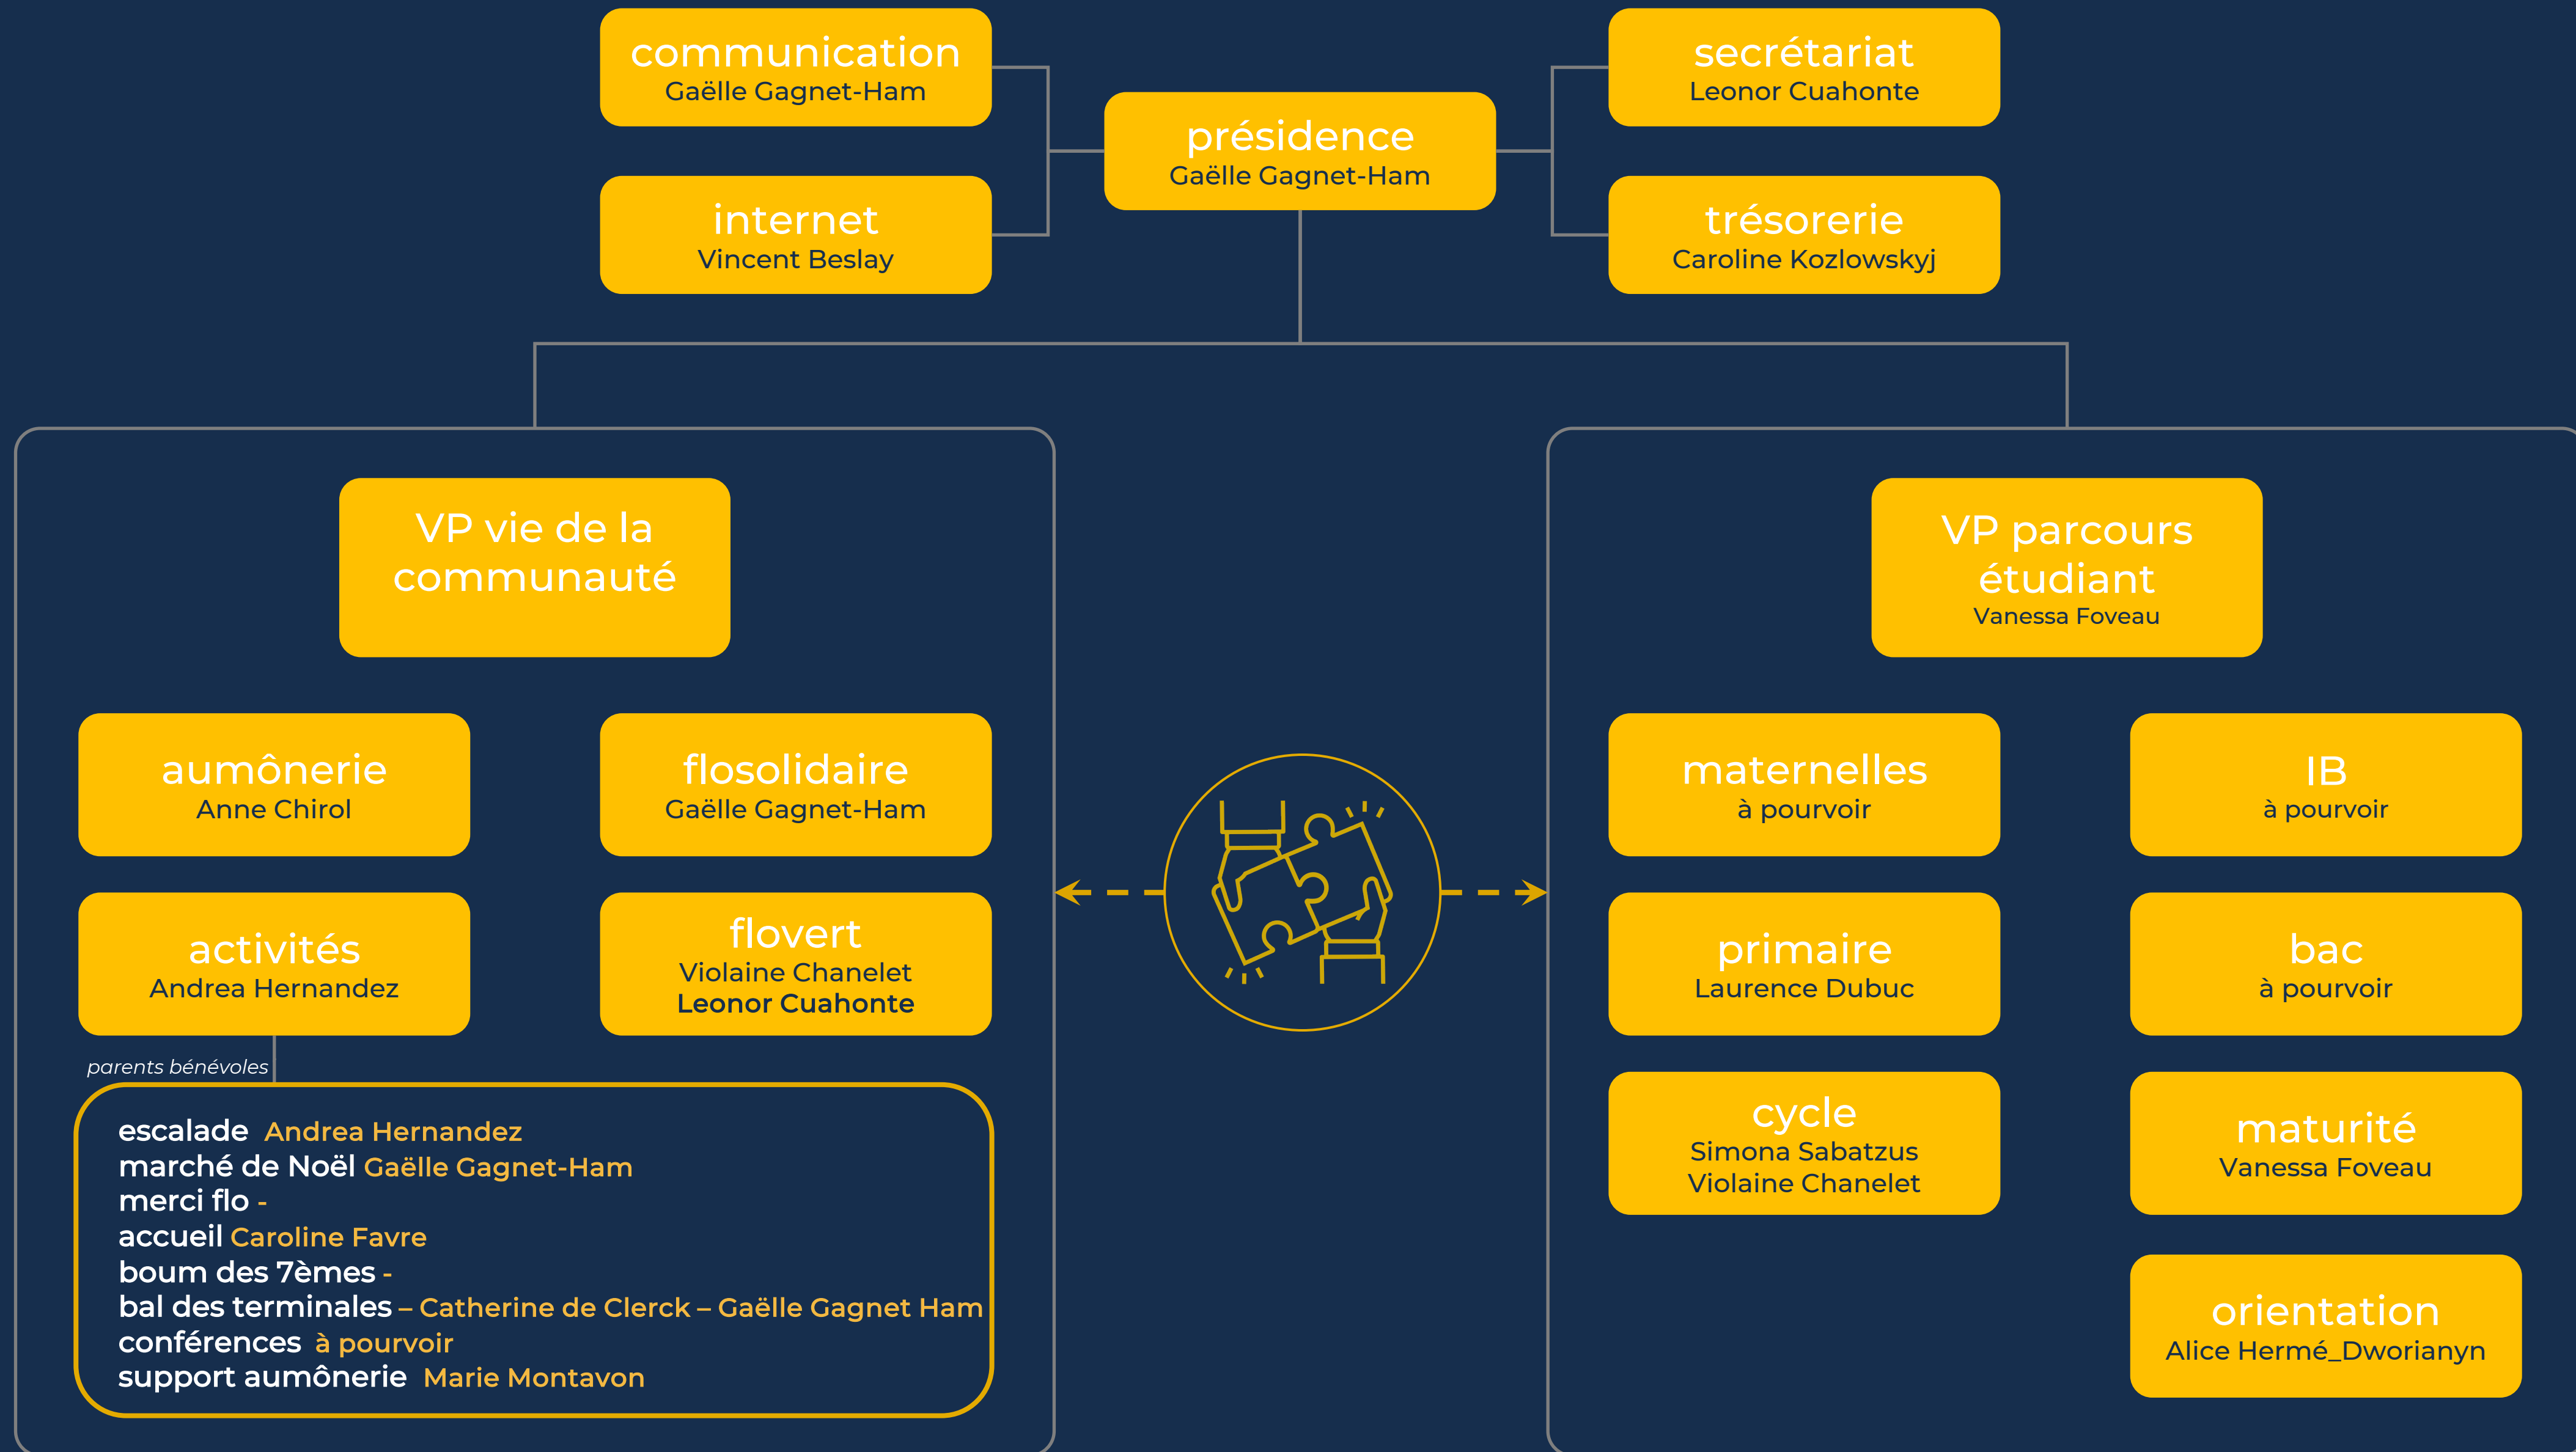 communication
Gaëlle Gagnet-Ham
internet
Vincent Beslay
présidence
Gaëlle Gagnet-Ham
secrétariat
Leonor Cuahonte
trésorerie
Caroline Kozlowskyj
VP vie de la
communauté
aumônerie
Anne Chirol
flosolidaire
Gaëlle Gagnet-Ham
activités
Andrea Hernandez
flovert
Violaine Chanelet
Leonor Cuahonte
parents bénévoles
escalade Andrea Hernandez
marché de Noël Gaëlle Gagnet-Ham
merci flo -
accueil Caroline Favre
boum des 7èmes -
bal des terminales – Catherine de Clerck – Gaëlle Gagnet Ham
conférences à pourvoir
support aumônerie Marie Montavon
VP parcours
étudiant
Vanessa Foveau
maternelles
à pourvoir
IB
à pourvoir
primaire
Laurence Dubuc
bac
à pourvoir
cycle
Simona Sabatzus
Violaine Chanelet
maturité
Vanessa Foveau
orientation
Alice Hermé_Dworianyn